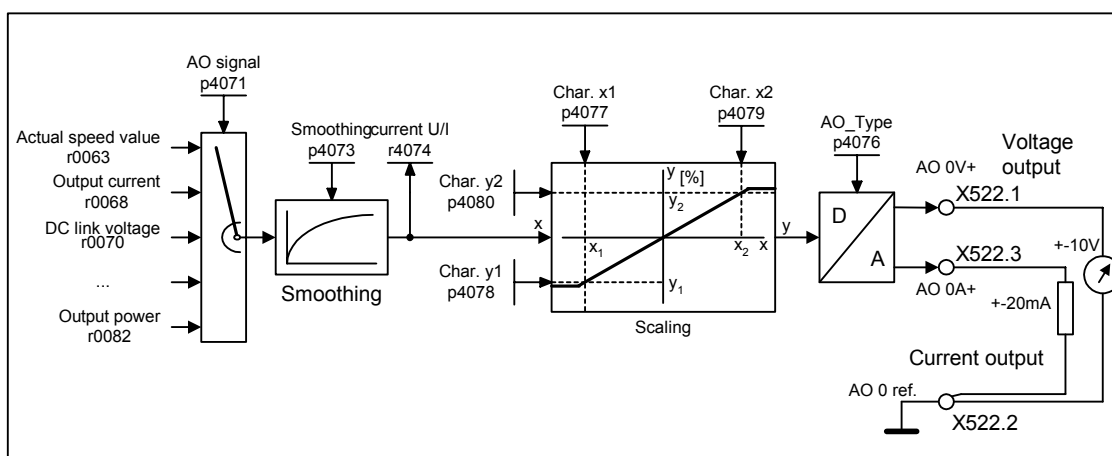 AO signal
p4071
Actual speed value
r0063
Output current
r0068
DC link voltage
r0070
...
Output power
r0082
Smoothing
p4073
current U/I
r4074
Smoothing
Char. x1
p4077
Char. x2
p4079
Char. y2
p4080
Char. y1
p4078
x
y [%]
y2
x1
x2
x
y1
Scaling
y
AO_Type
p4076
D
A
Voltage
output
AO 0V+
X522.1
X522.3
AO 0A+
+-10V
+-20mA
Current output
AO 0 ref.
X522.2